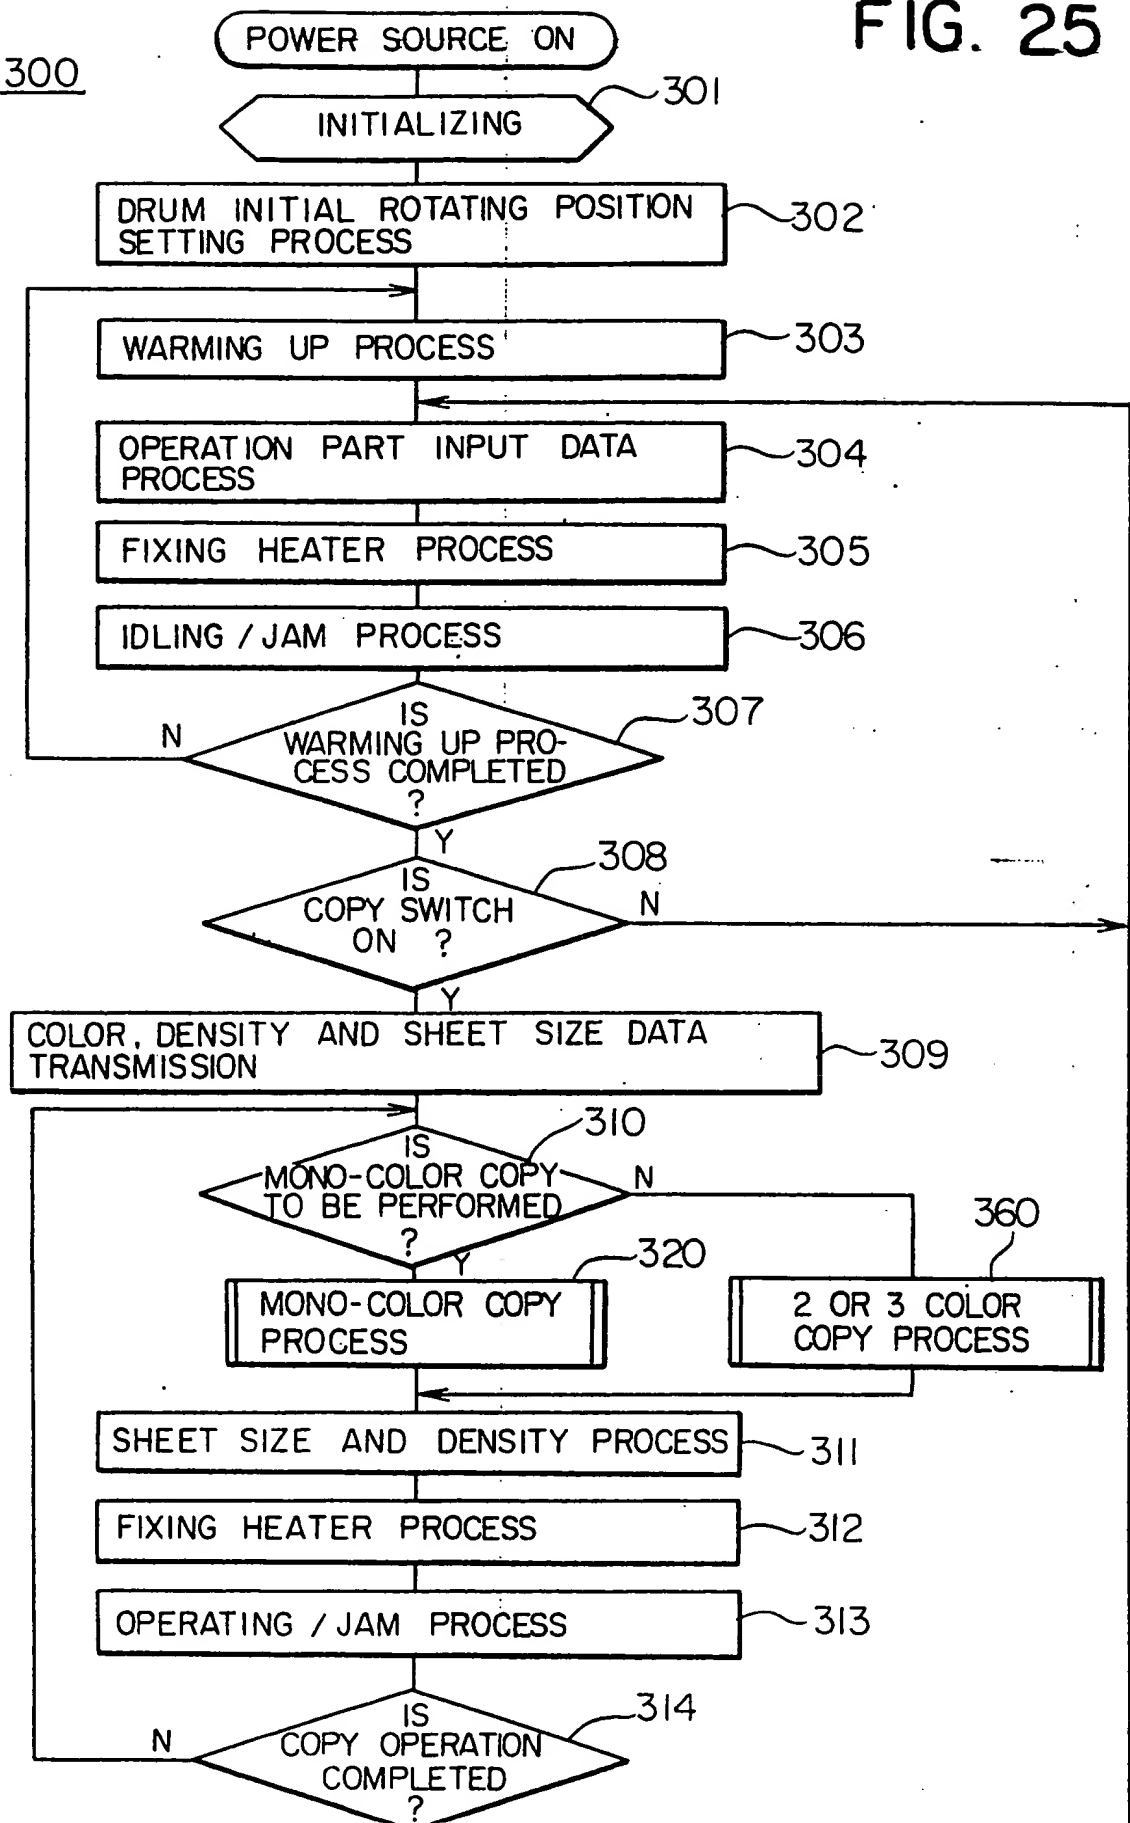 FIG. 25
300
POWER SOURCE ON
301
INITIALIZING
DRUM INITIAL ROTATING POSITION
SETTING PROCESS
302
WARMING UP PROCESS
303
OPERATION PART INPUT DATA
PROCESS
304
FIXING HEATER PROCESS
305
IDLING / JAM PROCESS
306
307
IS
WARMING UP PRO-
CESS COMPLETED
?
N
Y
308
IS
COPY SWITCH
ON ?
N
Y
COLOR, DENSITY AND SHEET SIZE DATA
TRANSMISSION
309
310
IS
MONO-COLOR COPY
TO BE PERFORMED
?
N
Y
320
MONO-COLOR COPY
PROCESS
360
2 OR 3 COLOR
COPY PROCESS
SHEET SIZE AND DENSITY PROCESS
311
FIXING HEATER PROCESS
312
OPERATING / JAM PROCESS
313
314
IS
COPY OPERATION
COMPLETED
?
N